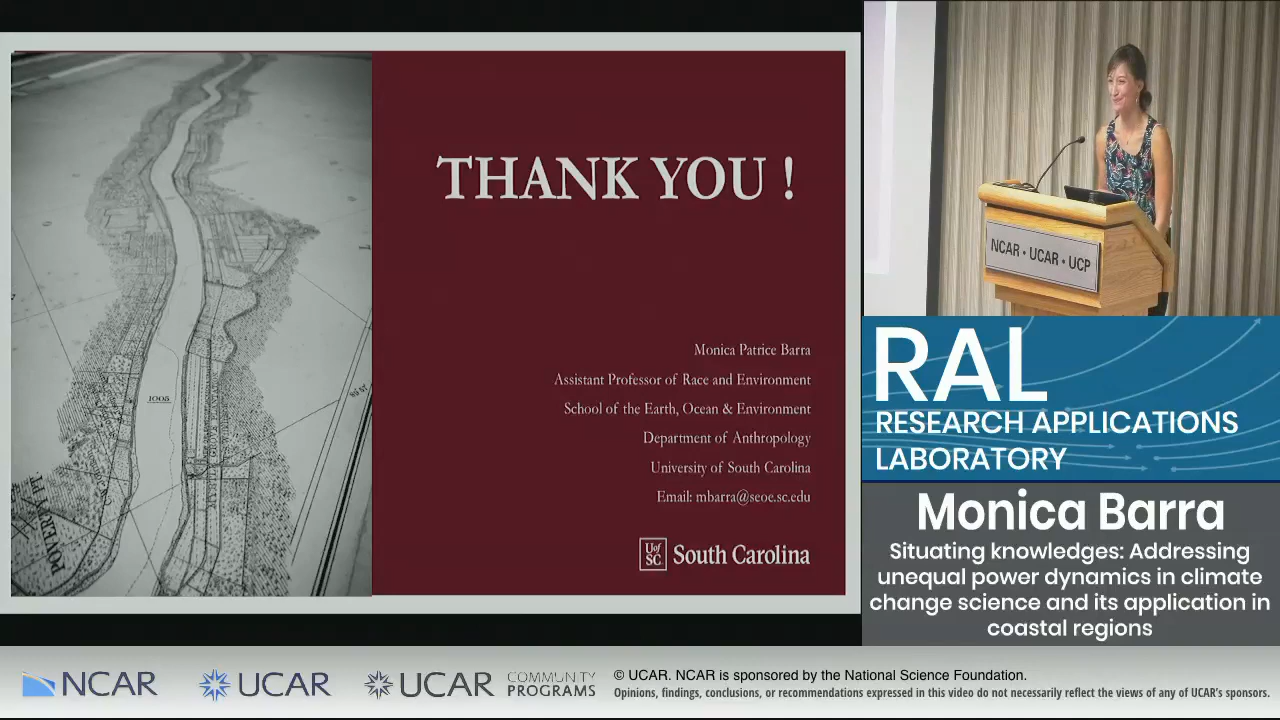 THANK YOU !
Monica Patrice Barra
Assistant Professor of Race and Environment
School of the Earth, Ocean & Environment
Department of Anthropology
University of South Carolina
Email: mbarra@seoe.sc.edu
U of SC South Carolina
1008
POVER
NCAR • UCAR • UCP
RAL
RESEARCH APPLICATIONS
LABORATORY
Monica Barra
Situating knowledges: Addressing
unequal power dynamics in climate
change science and its application in
coastal regions
NCAR
UCAR
UCAR
COMMUNITY
PROGRAMS
© UCAR. NCAR is sponsored by the National Science Foundation.
Opinions, findings, conclusions, or recommendations expressed in this video do not necessarily reflect the views of any of UCAR's sponsors.